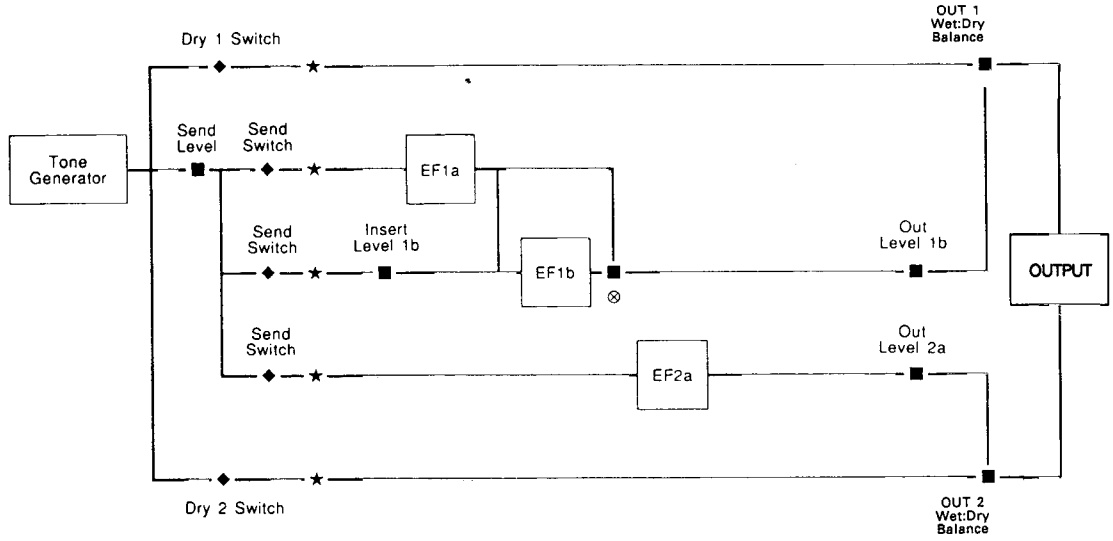 OUT 1
Wet:Dry
Balance
Dry 1 Switch
Send
Level
Send
Switch
Tone
Generator
EF1a
Send
Switch
Insert
Level 1b
Out
Level 1b
EF1b
OUTPUT
Send
Switch
Out
Level 2a
EF2a
Dry 2 Switch
OUT 2
Wet:Dry
Balance